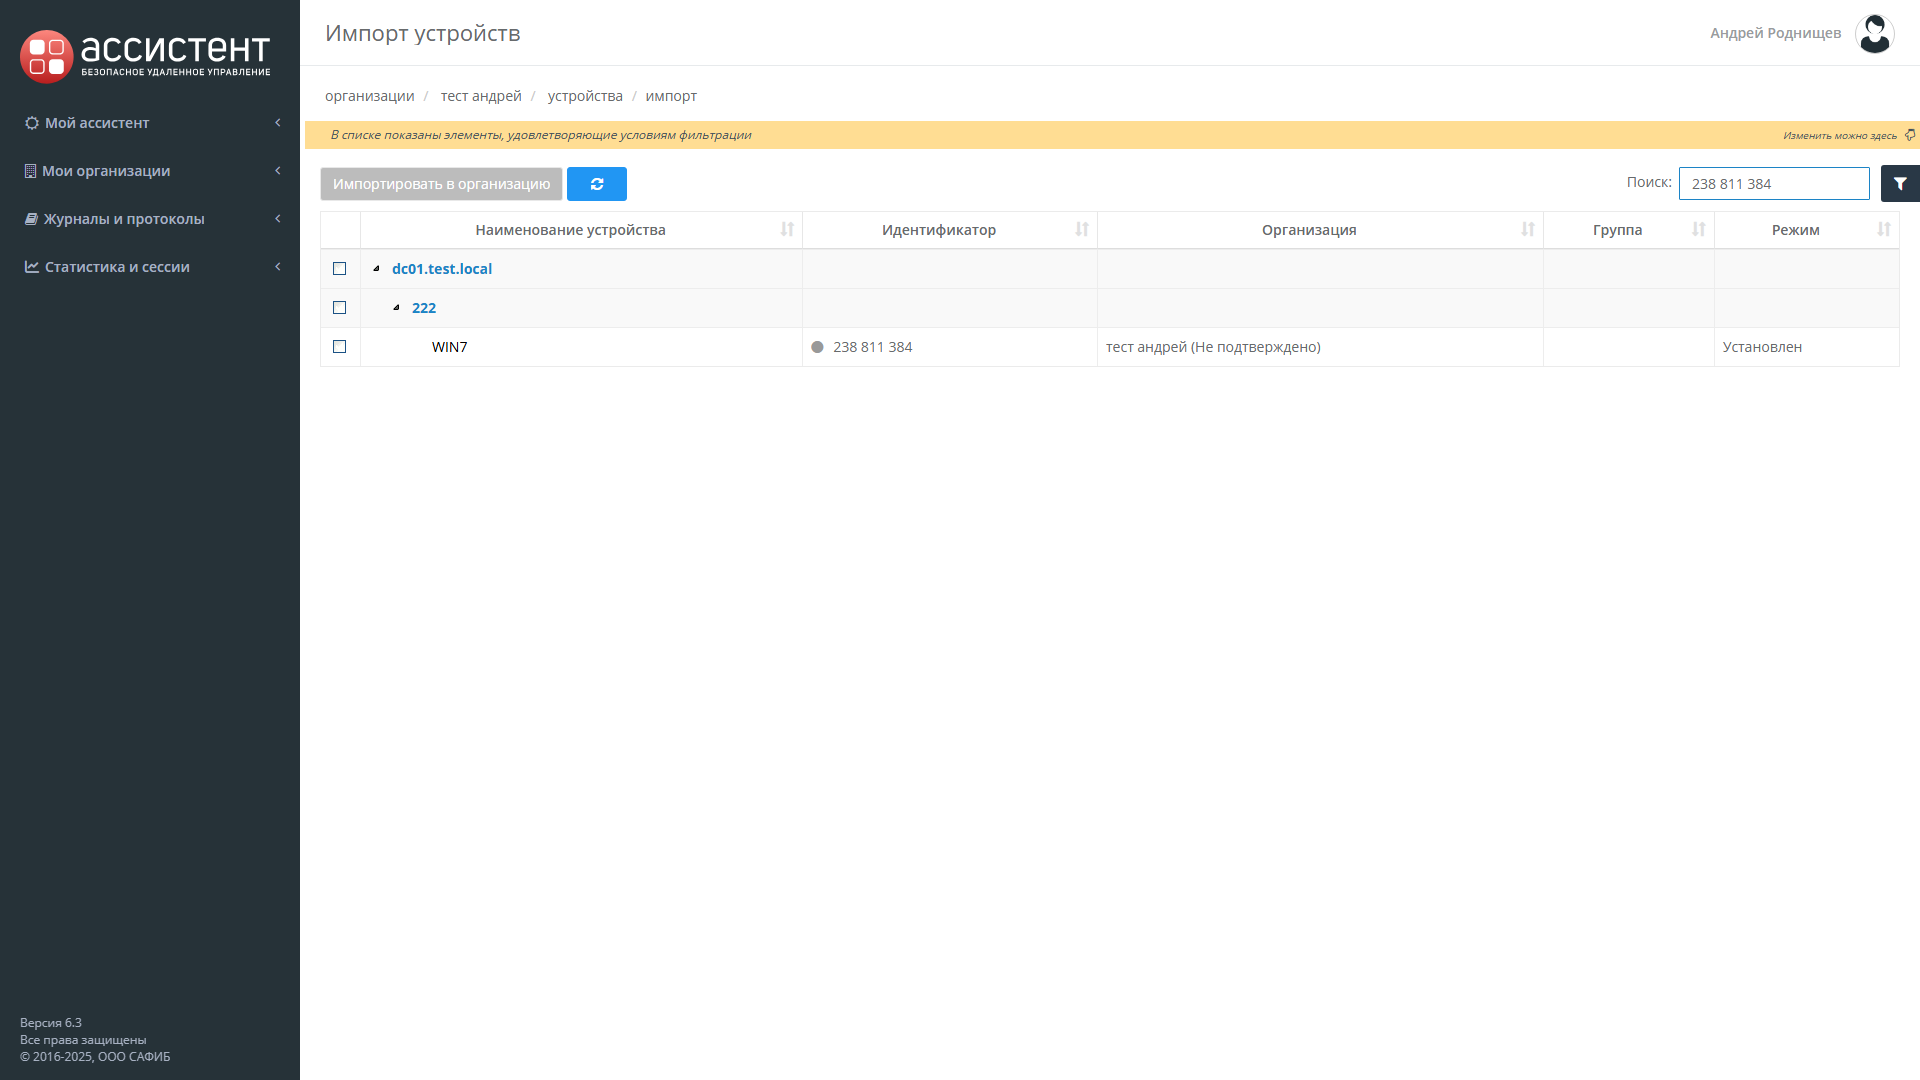 ассистент
БЕЗОПАСНОЕ УДАЛЕННОЕ УПРАВЛЕНИЕ
Мой ассистент
Мои организации
Журналы и протоколы
Статистика и сессии
Версия 6.3
Все права защищены
© 2016-2025, ООО САФИБ
Импорт устройств
Андрей Роднищев
организации / тест андрей / устройства / импорт
В списке показаны элементы, удовлетворяющие условиям фильтрации
Изменить можно здесь
Импортировать в организацию
Поиск: 238 811 384
Наименование устройства Идентификатор Организация Группа Режим
dc01.test.local
222
WIN7 238 811 384 тест андрей (Не подтверждено) Установлен